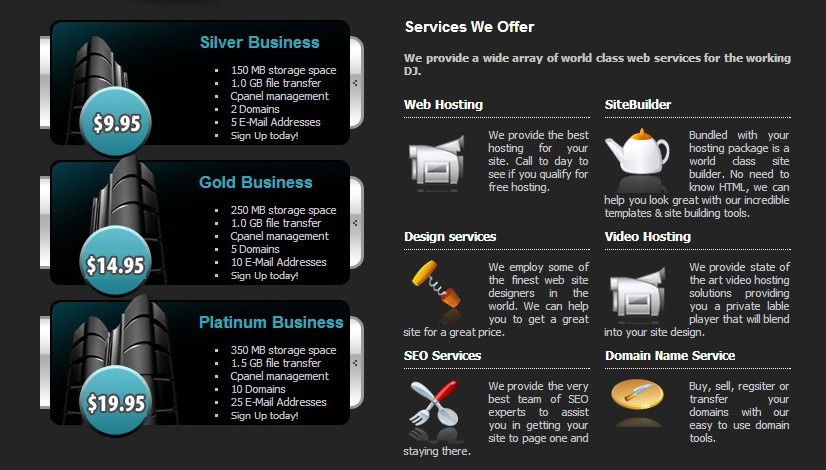 Silver Business
150 MB storage space
1.0 GB file transfer
Cpanel management
2 Domains
5 E-Mail Addresses
Sign Up today!
$9.95
Gold Business
250 MB storage space
1.0 GB file transfer
Cpanel management
5 Domains
10 E-Mail Addresses
Sign Up today!
$14.95
Platinum Business
350 MB storage space
1.5 GB file transfer
Cpanel management
10 Domains
25 E-Mail Addresses
Sign Up today!
$19.95
Services We Offer
We provide a wide array of world class web services for the working
DJ.
Web Hosting
We provide the best
hosting for your
site. Call to day to
see if you qualify for
free hosting.
SiteBuilder
Bundled with your
hosting package is a
world class site
builder. No need to
know HTML, we can
help you look great with our incredible
templates & site building tools.
Design services
We employ some of
the finest web site
designers in the
world. We can help
you to get a great
site for a great price.
Video Hosting
We provide state of
the art video hosting
solutions providing
you a private lable
player that will blend
into your site design.
SEO Services
We provide the very
best team of SEO
experts to assist
you in getting your
site to page one and
staying there.
Domain Name Service
Buy, sell, regsiter or
transfer your
domains with our
easy to use domain
tools.